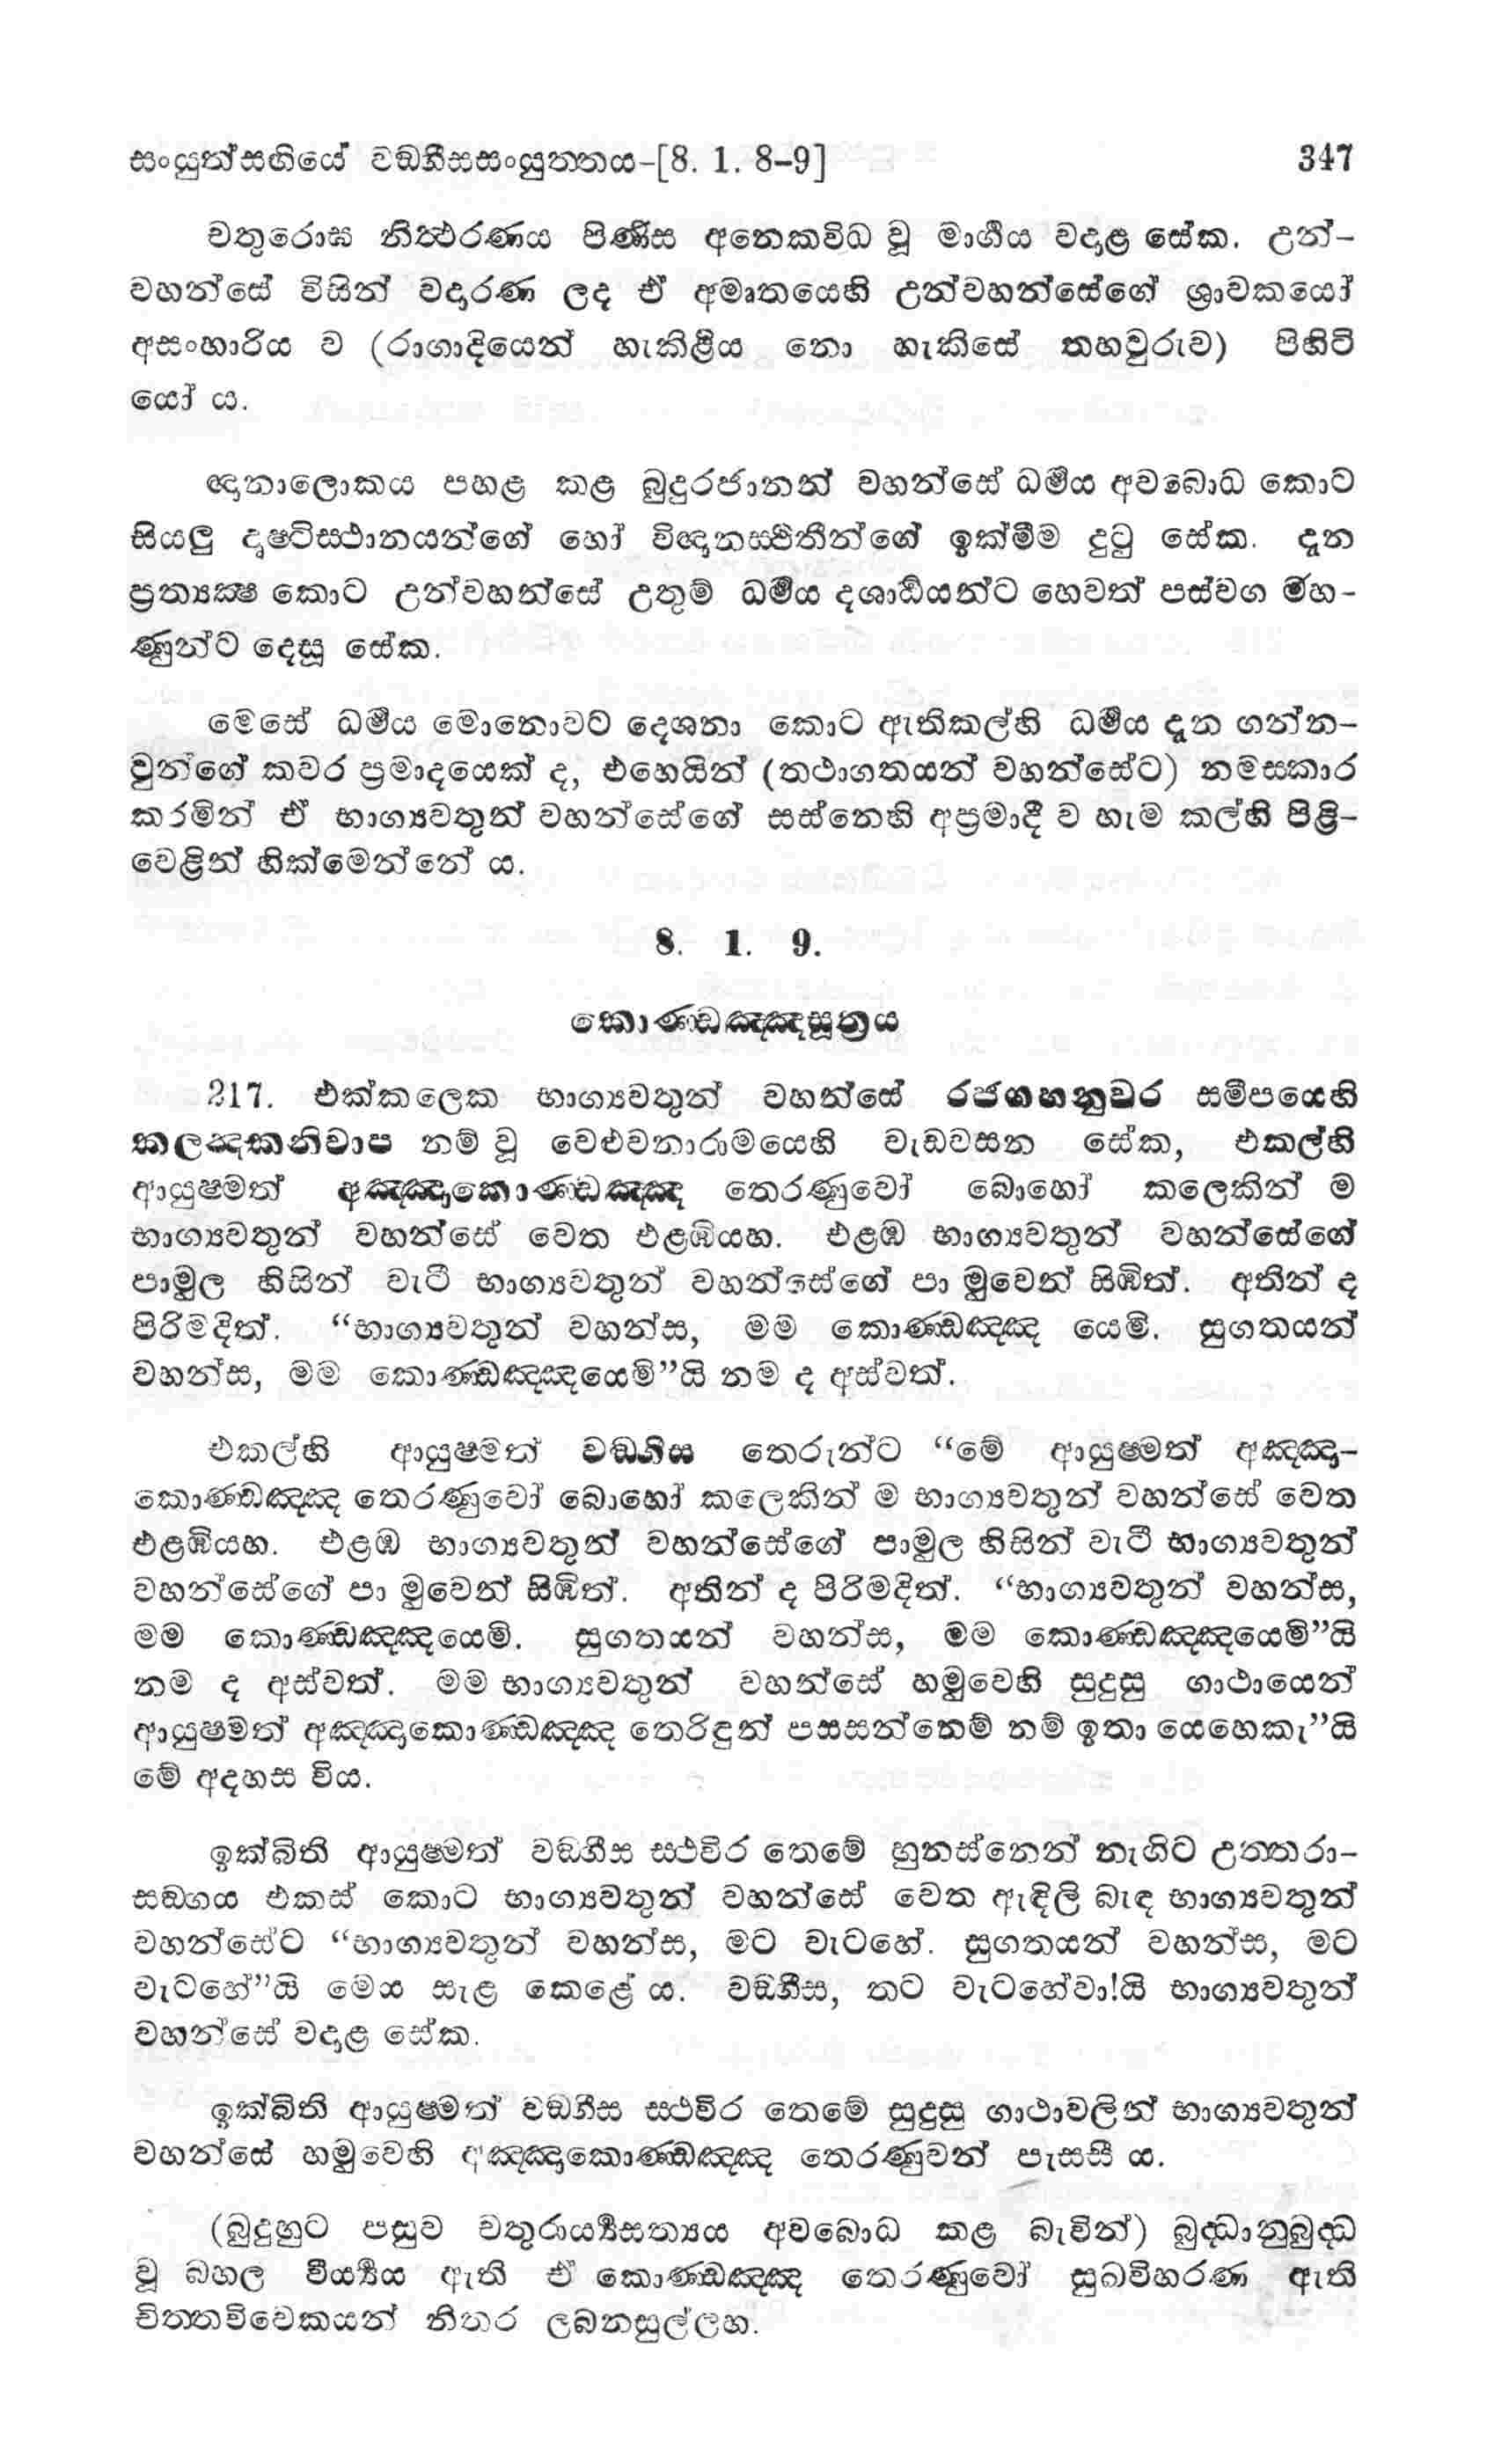 සංයුත්සඟියේ වඞ්ගීසසංයුත්තය-[8. 1. 8-9] 347
චතුරොඝ නිත්ථරණය පිණිස අනෙකවිධ වූ මාර්ගය වදාළ සේක. උන්-
වහන්සේ විසින් වදාරණ ලද ඒ අමෘතයෙහි උන්වහන්සේගේ ශ්‍රාවකයෝ
අසංහාරිය ව (රාගාදියෙන් හැකිළිය නො හැකිසේ තහවුරුව) පිහිටි
යෝ ය.
ඥානාලොකය පහළ කළ බුදුරජානන් වහන්සේ ධර්මය අවබොධ කොට
සියලු දෘෂ්ටිස්ථානයන්ගේ හෝ විඥානස්ථිතීන්ගේ ඉක්මීම දුටු සේක. දැන
ප්‍රත්‍යක්ෂ කොට උන්වහන්සේ උතුම් ධර්මය දශාර්ධයන්ට හෙවත් පස්වග මහ-
ණුන්ට දෙසූ සේක.
මෙසේ ධර්මය මොනොවට දෙශනා කොට ඇතිකල්හි ධර්මය දැන ගන්න-
වුන්ගේ කවර ප්‍රමාදයෙක් ද, එහෙයින් (තථාගතයන් වහන්සේට) නමස්කාර
කරමින් ඒ භාග්‍යවතුන් වහන්සේගේ සස්නෙහි අප්‍රමාදී ව හැම කල්හි පිළි-
වෙළින් හික්මෙන්නේ ය.
8. 1. 9.
කොණ්ඩඤ්ඤසූත්‍රය
217. එක්කලෙක භාග්‍යවතුන් වහන්සේ රජගහනුවර සමීපයෙහි
කලන්‍දකනිවාප නම් වූ වෙළුවනාරාමයෙහි වැඩවසන සේක, එකල්හි
ආයුෂ්මත් අඤ්ඤාකොණ්ඩඤ්ඤ තෙරණුවෝ බොහෝ කලෙකින් ම
භාග්‍යවතුන් වහන්සේ වෙත එළඹියහ. එළඹ භාග්‍යවතුන් වහන්සේගේ
පාමුල හිසින් වැටී භාග්‍යවතුන් වහන්සේගේ පා මුවෙන් සිඹිත්. අතින් ද
පිරිමදිත්. “භාග්‍යවතුන් වහන්ස, මම කොණ්ඩඤ්ඤ යෙමි. සුගතයන්
වහන්ස, මම කොණ්ඩඤ්ඤයෙමි”යි නම ද අස්වත්.
එකල්හි ආයුෂ්මත් වඞ්ගීස තෙරුන්ට “මේ ආයුෂ්මත් අඤ්ඤා-
කොණ්ඩඤ්ඤ තෙරණුවෝ බොහෝ කලෙකින් ම භාග්‍යවතුන් වහන්සේ වෙත
එළඹියහ. එළඹ භාග්‍යවතුන් වහන්සේගේ පාමුල හිසින් වැටී භාග්‍යවතුන්
වහන්සේගේ පා මුවෙන් සිඹිත්. අතින් ද පිරිමදිත්. “භාග්‍යවතුන් වහන්ස,
මම කොණ්ඩඤ්ඤයෙමි. සුගතයන් වහන්ස, මම කොණ්ඩඤ්ඤයෙමි”යි
නම ද අස්වත්. මම භාග්‍යවතුන් වහන්සේ හමුවෙහි සුදුසු ගාථායෙන්
ආයුෂ්මත් අඤ්ඤාකොණ්ඩඤ්ඤ තෙරිඳුන් පසසන්නෙම් නම් ඉතා යෙහෙකැ”යි
මේ අදහස විය.
ඉක්බිති ආයුෂ්මත් වඞ්ගීස ස්ථවිර තෙමේ හුනස්නෙන් නැගිට උත්තරා-
සඞ්ගය එකස් කොට භාග්‍යවතුන් වහන්සේ වෙත ඇඳිලි බැඳ භාග්‍යවතුන්
වහන්සේට “භාග්‍යවතුන් වහන්ස, මට වැටහේ. සුගතයන් වහන්ස, මට
වැටහේ”යි මෙය සැළ කෙළේ ය. වඞ්ගීස, තට වැටහේවා!යි භාග්‍යවතුන්
වහන්සේ වදාළ සේක.
ඉක්බිති ආයුෂ්මත් වඞ්ගීස ස්ථවිර තෙමේ සුදුසු ගාථාවලින් භාග්‍යවතුන්
වහන්සේ හමුවෙහි අඤ්ඤාකොණ්ඩඤ්ඤ තෙරණුවන් පැසසී ය.
(බුදුහුට පසුව චතුරාර්ය්‍යසත්‍යය අවබොධ කළ බැවින්) බුද්ධානුබුද්ධ
වූ බහල වීර්ය්‍යය ඇති ඒ කොණ්ඩඤ්ඤ තෙරණුවෝ සුඛවිහරණ ඇති
චිත්තවිවෙකයන් නිතර ලබනසුල්ලහ.